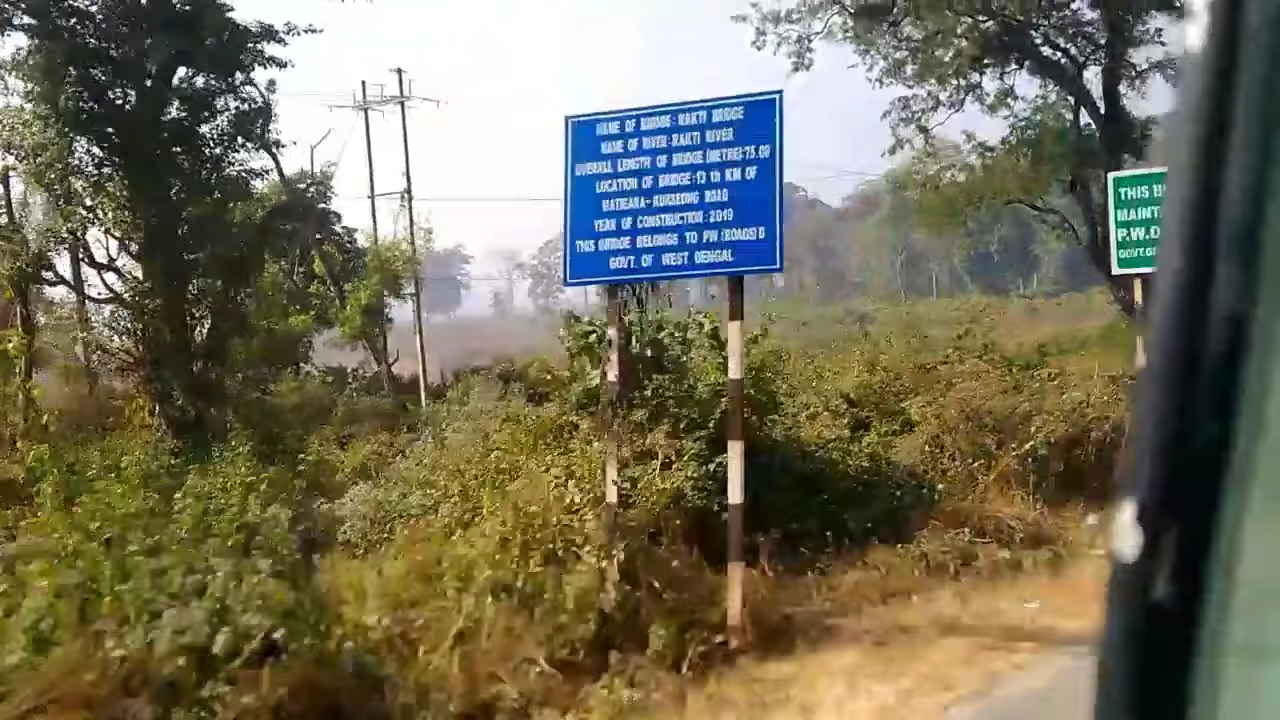 NAME OF BRIDGE:RAKTI BRIDGE
NAME OF RIVER:RAKTI RIVER
OVERALL LENGTH OF BRIDGE (METRE):75.00
LOCATION OF BRIDGE:13 th KM OF
MATIGARA-KURSEONG ROAD
YEAR OF CONSTRUCTION:2019
THIS BRIDGE BELONGS TO PW (ROADS) D
GOVT. OF WEST BENGAL
THIS
MAINT
P.W.D
GOVT.O